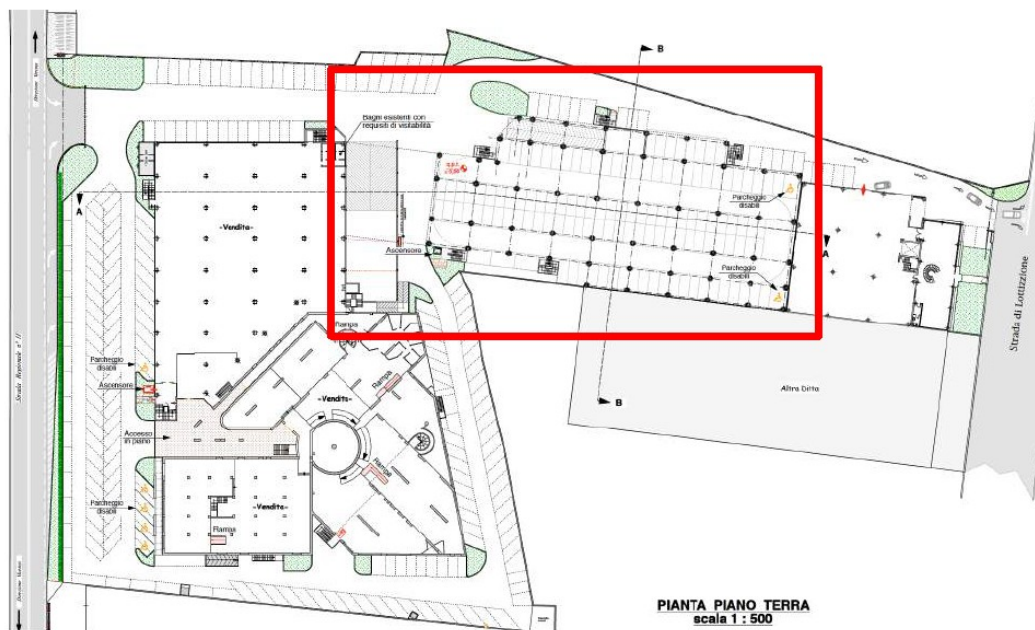 Bagni esistenti con
requisiti di visitabilità
A
B
Parcheggio
disabili
-Vendita-
Ascensore
Parcheggio
disabili
A
Strada di Lottizzzione
Rampa
Parcheggio
disabili
Ascensore
Rampa
-Vendita-
B
Altra Ditta
Accesso
in piano
Rampa
Parcheggio
disabili
-Vendita-
Rampa
PIANTA PIANO TERRA
scala 1 : 500